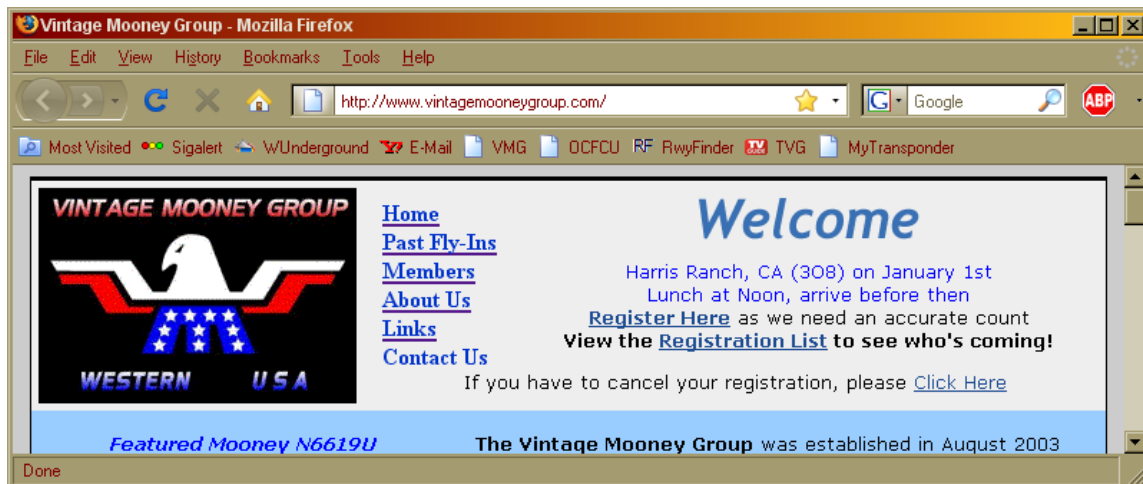 Vintage Mooney Group - Mozilla Firefox
File Edit View History Bookmarks Tools Help
http://www.vintagemooneygroup.com/ G Google ABP
Most Visited Sigalert WUnderground Y? E-Mail VMG OCFCU RF RwyFinder TV GUIDE TVG MyTransponder
VINTAGE MOONEY GROUP
WESTERN USA
Home
Past Fly-Ins
Members
About Us
Links
Contact Us
Welcome
Harris Ranch, CA (3O8) on January 1st
Lunch at Noon, arrive before then
Register Here as we need an accurate count
View the Registration List to see who's coming!
If you have to cancel your registration, please Click Here
Featured Mooney N6619U
The Vintage Mooney Group was established in August 2003
Done